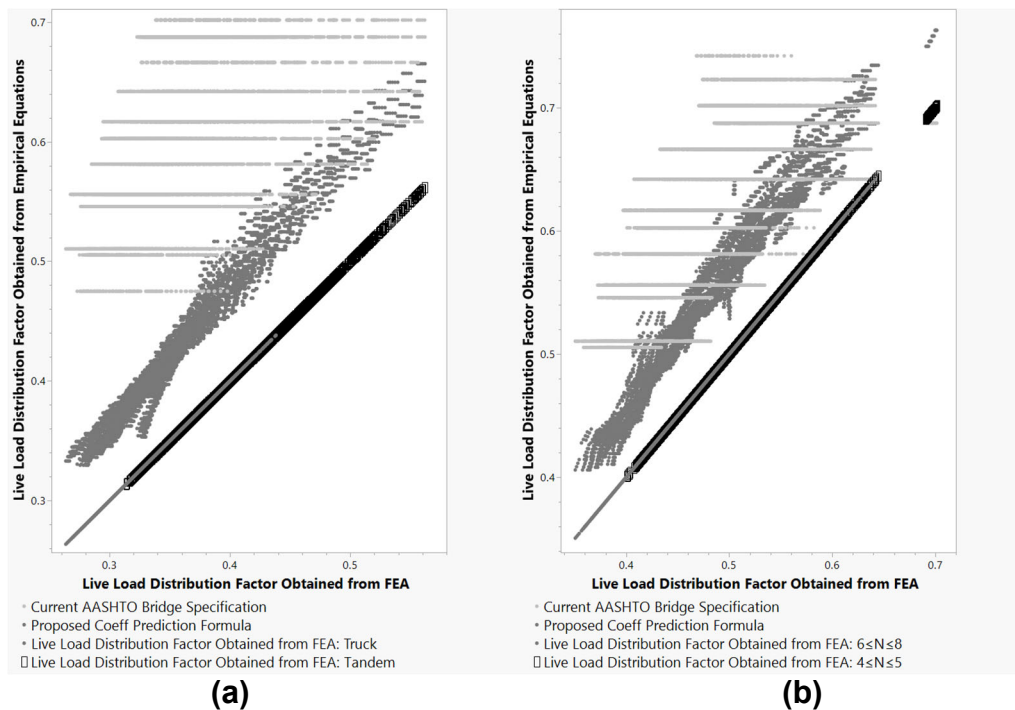 Live Load Distribution Factor Obtained from Empirical Equations
0.7
0.6
0.5
0.4
0.3
0.3
0.4
0.5
Live Load Distribution Factor Obtained from FEA
Current AASHTO Bridge Specification
Proposed Coeff Prediction Formula
Live Load Distribution Factor Obtained from FEA: Truck
Live Load Distribution Factor Obtained from FEA: Tandem
(a)
Live Load Distribution Factor Obtained from Empirical Equations
0.7
0.6
0.5
0.4
0.4
0.5
0.6
0.7
Live Load Distribution Factor Obtained from FEA
Current AASHTO Bridge Specification
Proposed Coeff Prediction Formula
Live Load Distribution Factor Obtained from FEA: 6≤N≤8
Live Load Distribution Factor Obtained from FEA: 4≤N≤5
(b)